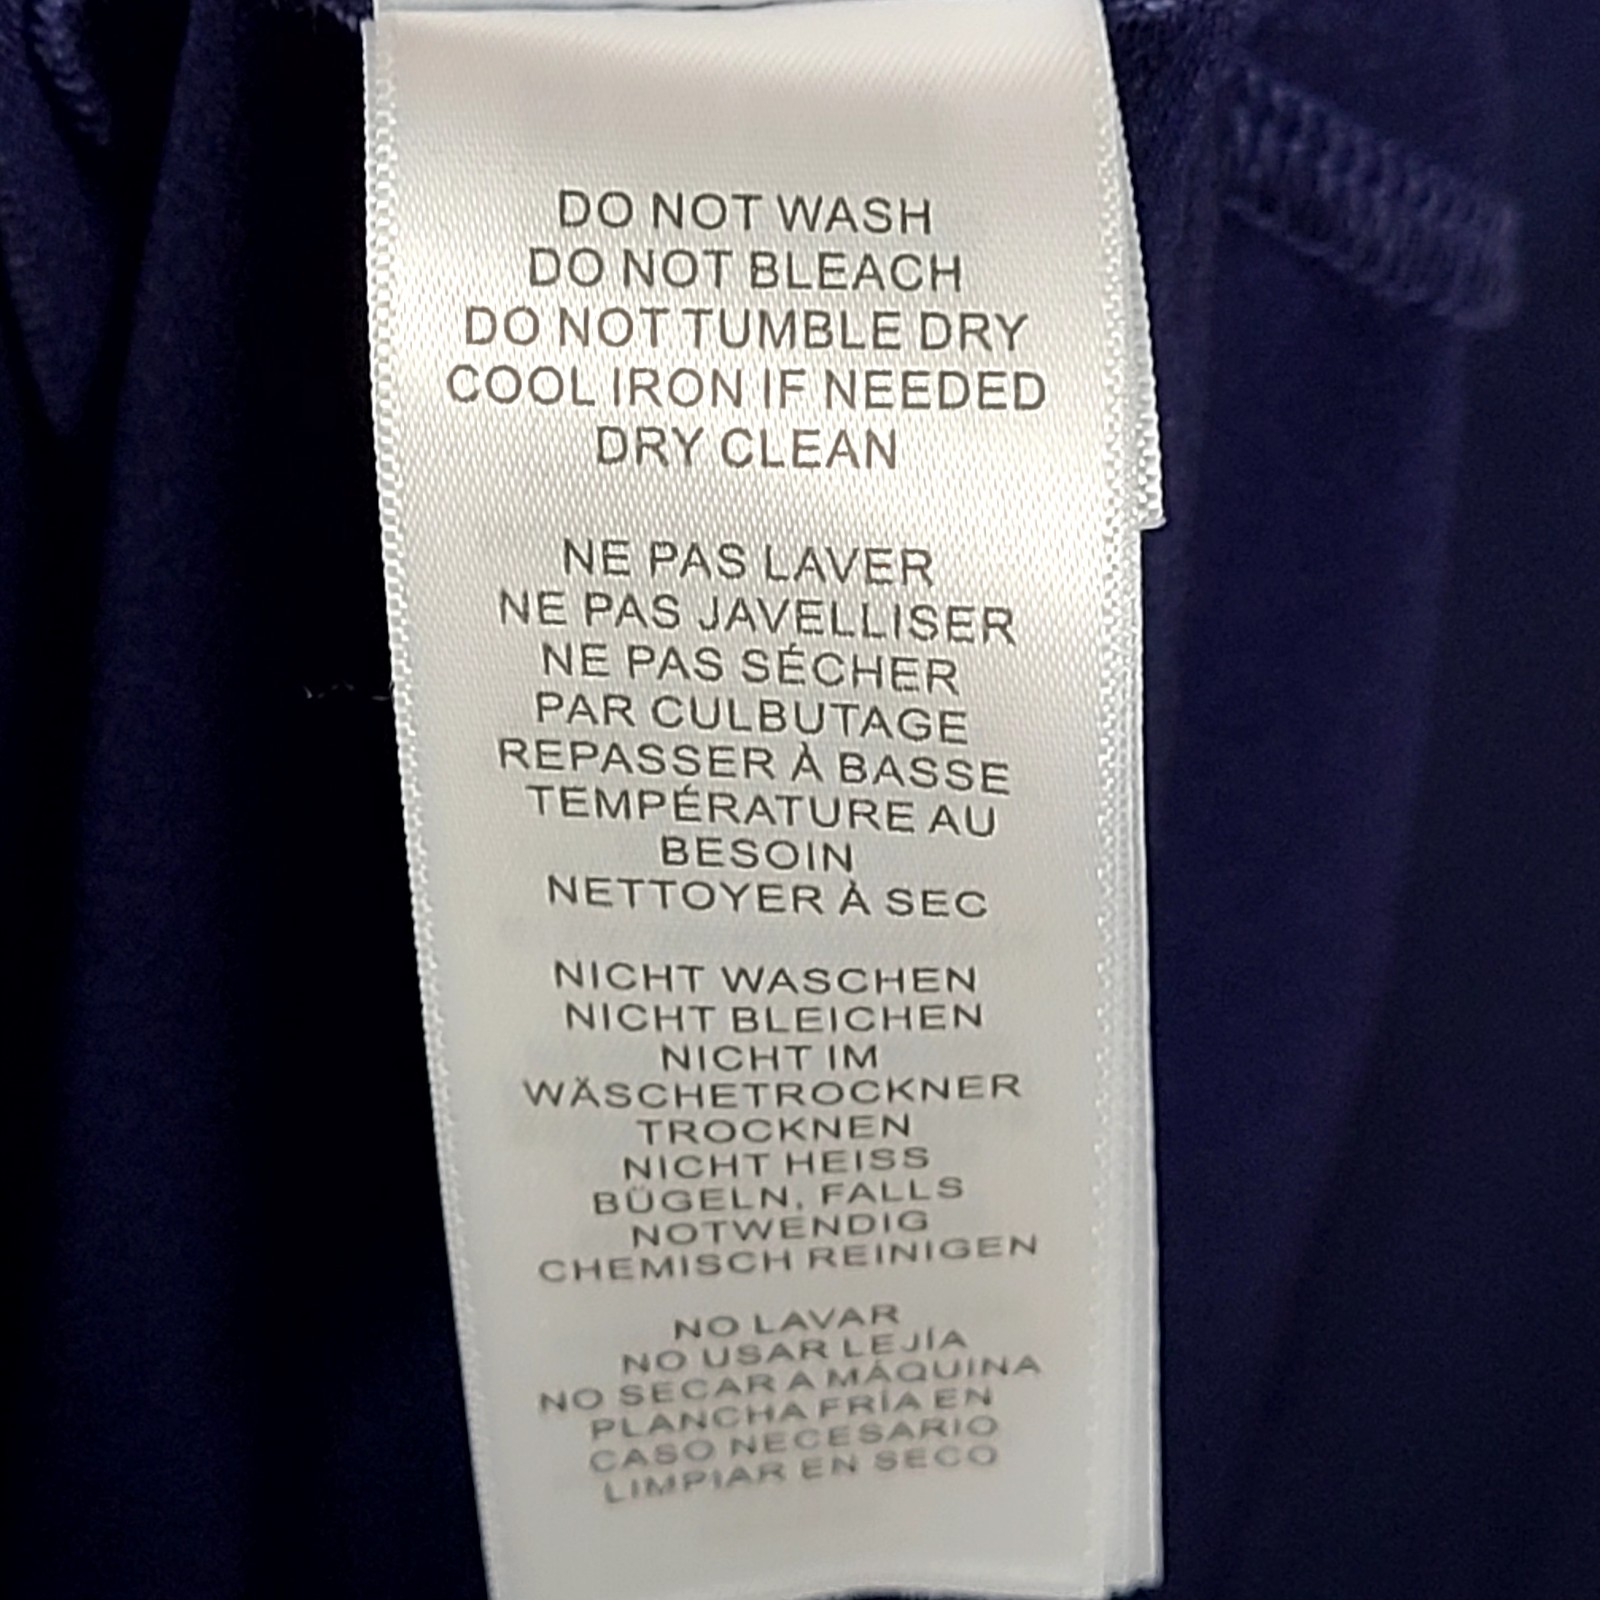 DO NOT WASH
DO NOT BLEACH
DO NOT TUMBLE DRY
COOL IRON IF NEEDED
DRY CLEAN
NE PAS LAVER
NE PAS JAVELLISER
NE PAS SÉCHER
PAR CULBUTAGE
REPASSER À BASSE
TEMPÉRATURE AU
BESOIN
NETTOYER À SEC
NICHT WASCHEN
NICHT BLEICHEN
NICHT IM
WÄSCHETROCKNER
TROCKNEN
NICHT HEISS
BÜGELN, FALLS
NOTWENDIG
CHEMISCH REINIGEN
NO LAVAR
NO USAR LEJÍA
NO SECAR A MÁQUINA
PLANCHA FRÍA EN
CASO NECESARIO
LIMPIAR EN SECO